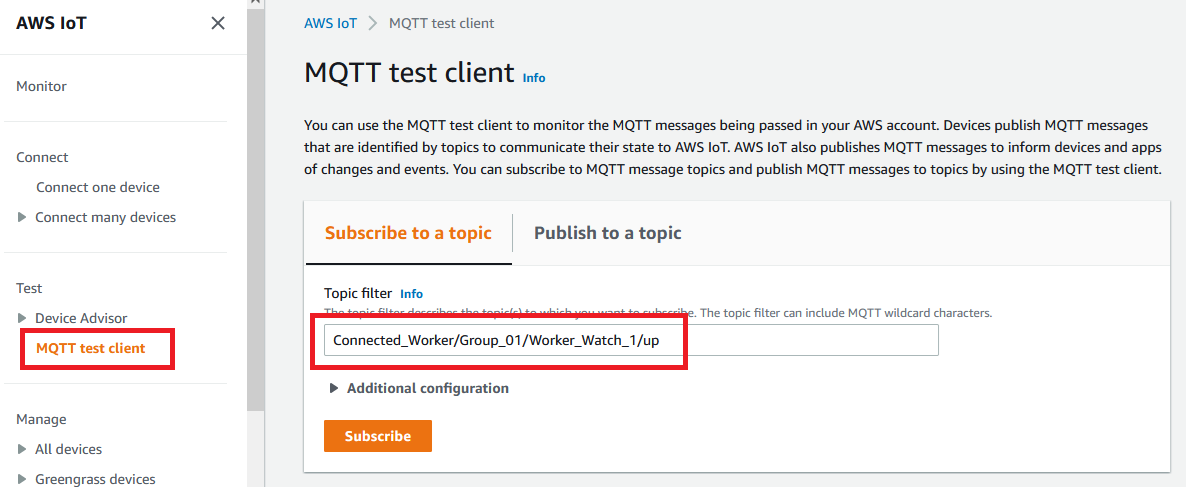 AWS IoT
Monitor
Connect
Connect one device
Connect many devices
Test
Device Advisor
MQTT test client
Manage
All devices
Greengrass devices
AWS IoT > MQTT test client
MQTT test client Info
You can use the MQTT test client to monitor the MQTT messages being passed in your AWS account. Devices publish MQTT messages
that are identified by topics to communicate their state to AWS IoT. AWS IoT also publishes MQTT messages to inform devices and apps
of changes and events. You can subscribe to MQTT message topics and publish MQTT messages to topics by using the MQTT test client.
Subscribe to a topic Publish to a topic
Topic filter Info
The topic filter describes the topic(s) to which you want to subscribe. The topic filter can include MQTT wildcard characters.
Connected_Worker/Group_01/Worker_Watch_1/up
Additional configuration
Subscribe